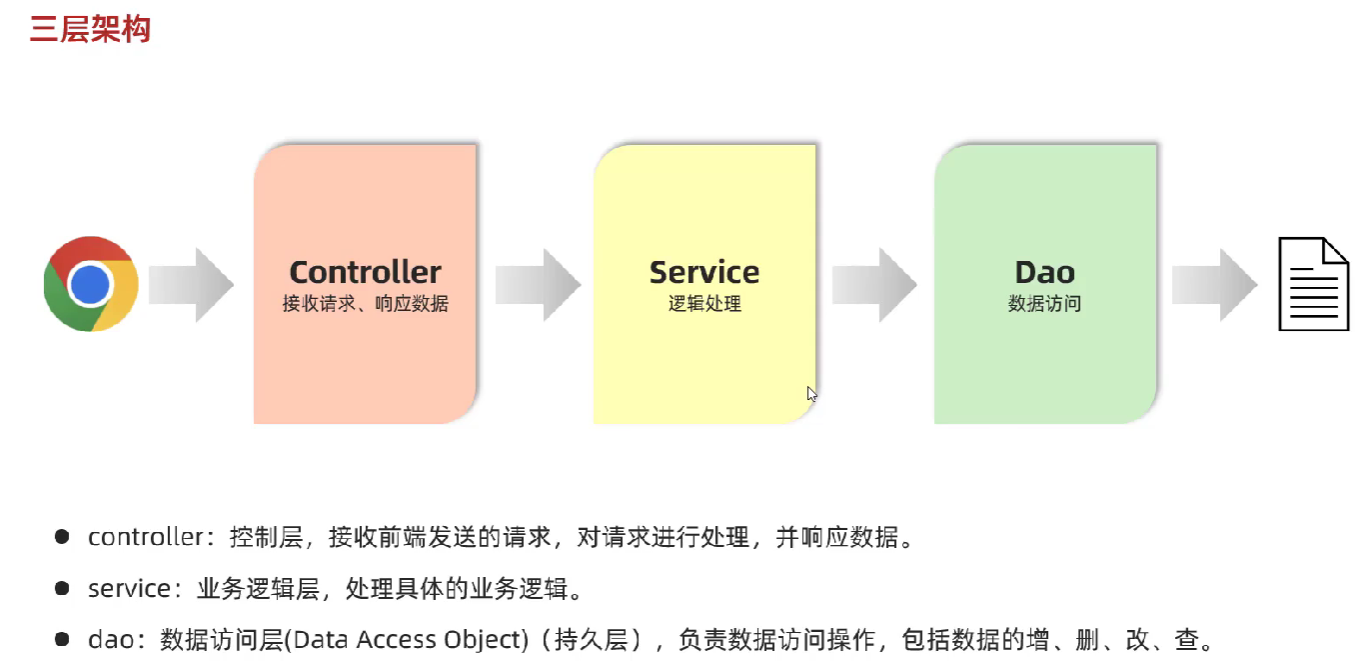 三层架构
Controller
接收请求、响应数据
Service
逻辑处理
Dao
数据访问
● controller：控制层，接收前端发送的请求，对请求进行处理，并响应数据。
● service：业务逻辑层，处理具体的业务逻辑。
● dao：数据访问层(Data Access Object)（持久层），负责数据访问操作，包括数据的增、删、改、查。